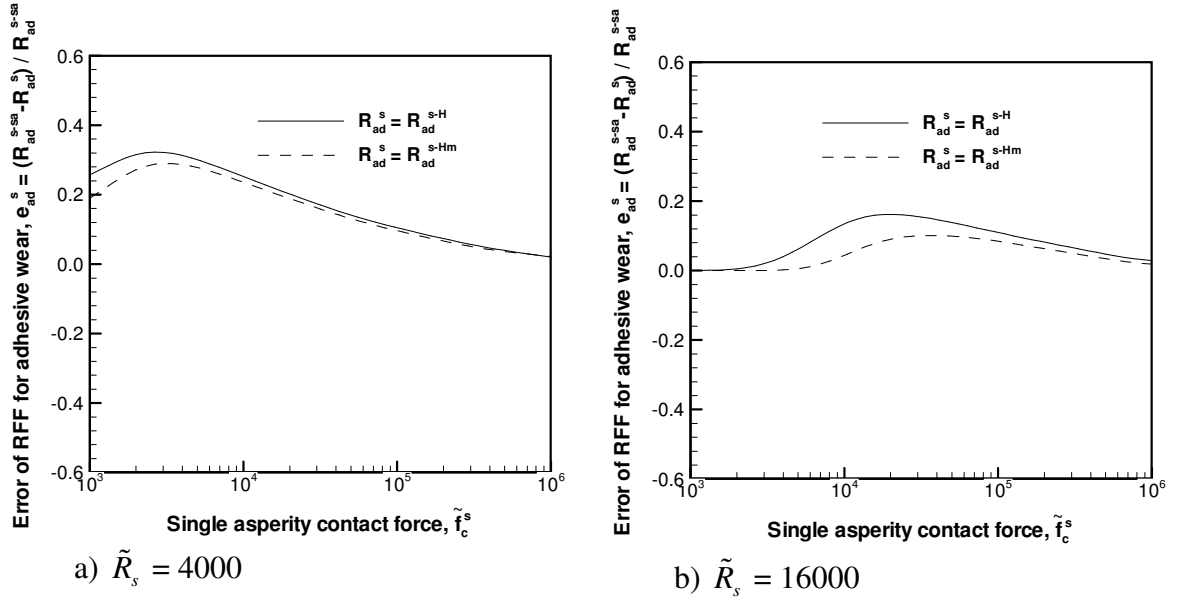 Error of RFF for adhesive wear, e_ad^s = (R_ad^s-sa-R_ad^s) / R_ad^s-sa
0.6
0.4
0.2
0.0
-0.2
-0.4
-0.6
R_ad^s = R_ad^s-H
R_ad^s = R_ad^s-Hm
10^3
10^4
10^5
10^6
Single asperity contact force, f̃_c^s
a) R̃_s = 4000
Error of RFF for adhesive wear, e_ad^s = (R_ad^s-sa-R_ad^s) / R_ad^s-sa
0.6
0.4
0.2
0.0
-0.2
-0.4
-0.6
R_ad^s = R_ad^s-H
R_ad^s = R_ad^s-Hm
10^3
10^4
10^5
10^6
Single asperity contact force, f̃_c^s
b) R̃_s = 16000